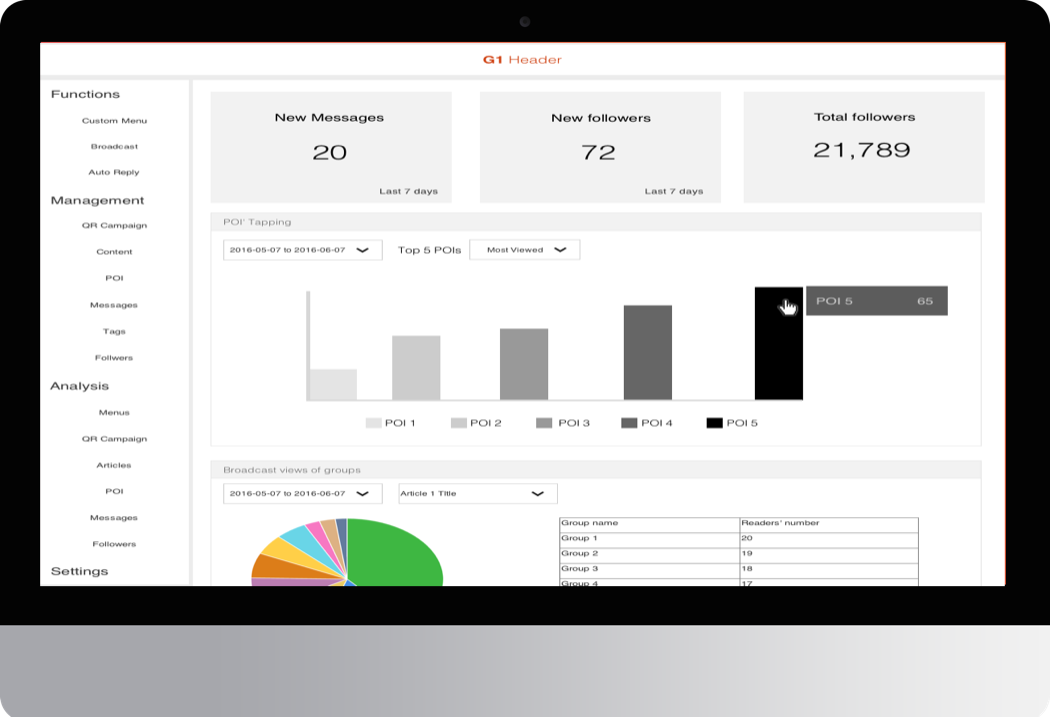 G1 Header
Functions
Custom Menu
Broadcast
Auto Reply
Management
QR Campaign
Content
POI
Messages
Tags
Follwers
Analysis
Menus
QR Campaign
Articles
POI
Messages
Followers
Settings
New Messages
20
Last 7 days
New followers
72
Last 7 days
Total followers
21,789
POI' Tapping
2016-05-07 to 2016-06-07 Top 5 POIs Most Viewed
POI 5 65
POI 1 POI 2 POI 3 POI 4 POI 5
Broadcast views of groups
2016-05-07 to 2016-06-07 Article 1 Title
Group name Readers' number
Group 1 20
Group 2 19
Group 3 18
Group 4 17